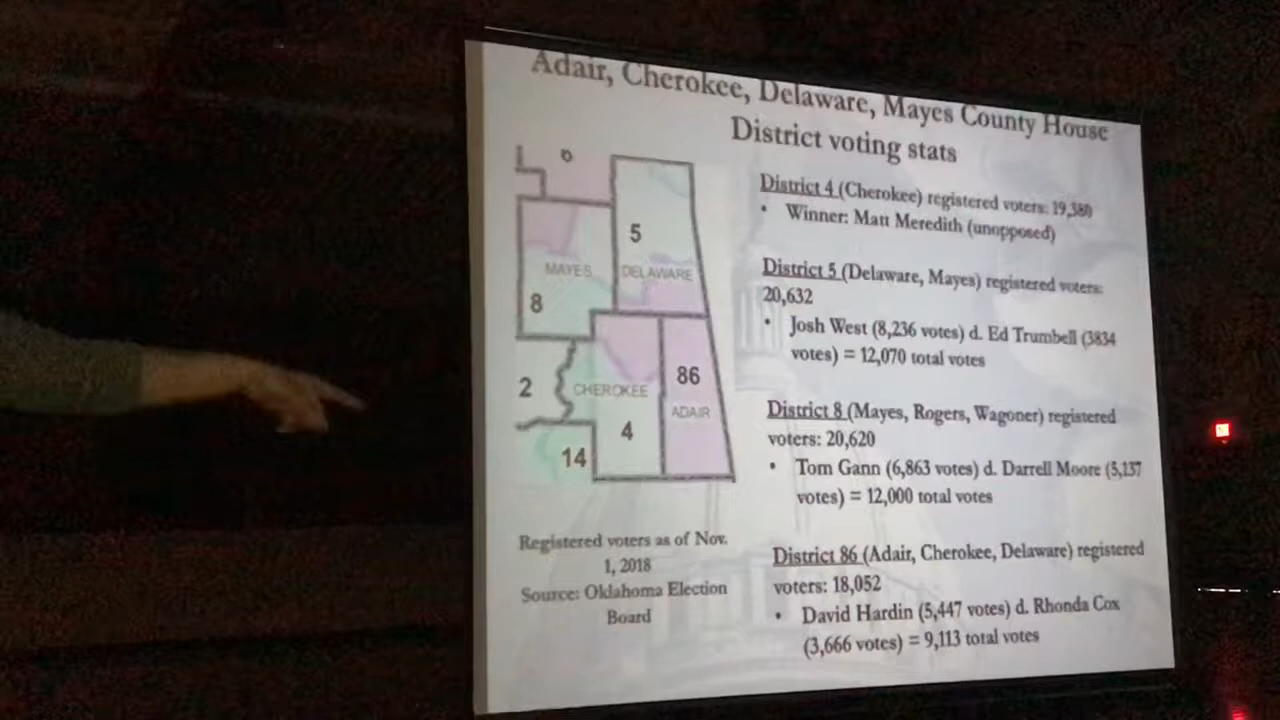 Adair, Cherokee, Delaware, Mayes County House
District voting stats
8
5
MAYES
DELAWARE
8
2
CHEROKEE
86
ADAIR
4
14
Registered voters as of Nov.
1, 2018
Source: Oklahoma Election
Board
District 4 (Cherokee) registered voters: 19,380
• Winner: Matt Meredith (unopposed)
District 5 (Delaware, Mayes) registered voters:
20,632
• Josh West (8,236 votes) d. Ed Trumbell (3834
votes) = 12,070 total votes
District 8 (Mayes, Rogers, Wagoner) registered
voters: 20,620
• Tom Gann (6,863 votes) d. Darrell Moore (5,137
votes) = 12,000 total votes
District 86 (Adair, Cherokee, Delaware) registered
voters: 18,052
• David Hardin (5,447 votes) d. Rhonda Cox
(3,666 votes) = 9,113 total votes